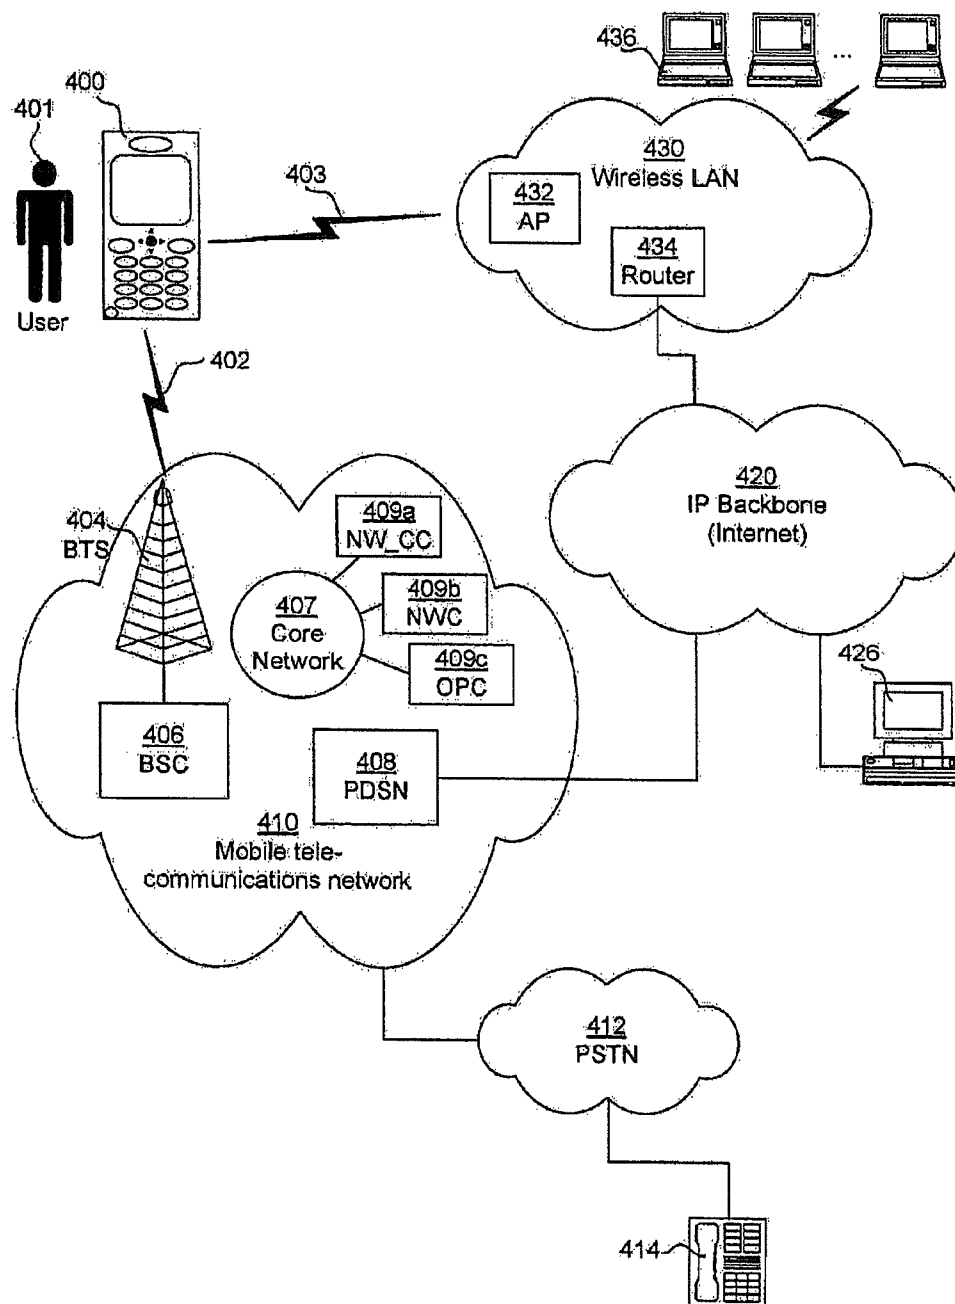 436
400
401
430
Wireless LAN
403
432
AP
434
Router
User
402
420
IP Backbone
(Internet)
404
BTS
409a
NW_CC
409b
NWC
407
Core
Network
409c
OPC
426
406
BSC
408
PDSN
410
Mobile tele-
communications network
412
PSTN
414